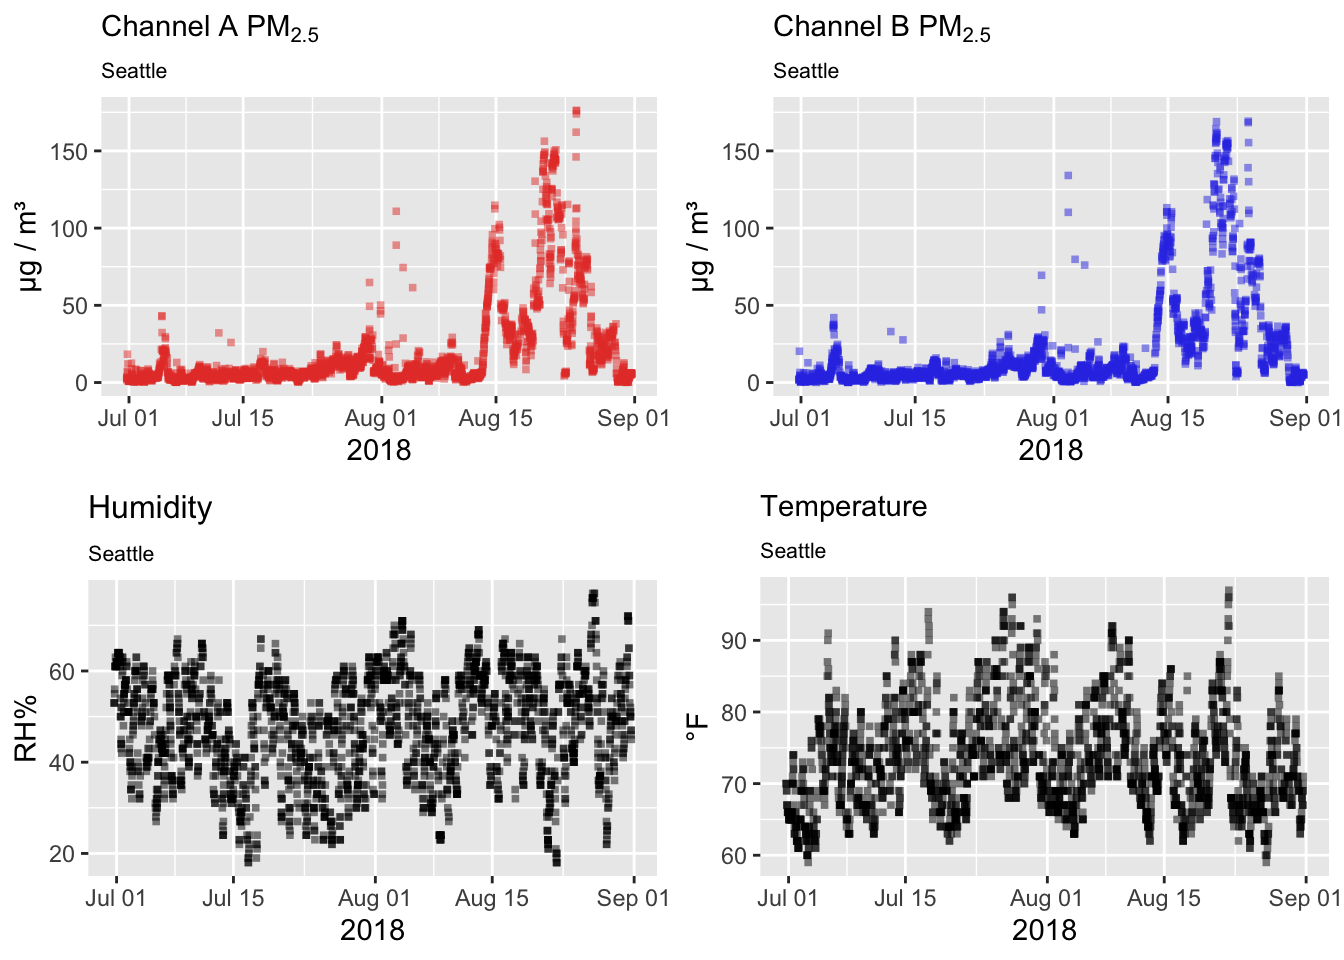 Channel A PM2.5
Seattle
µg / m³
150
100
50
0
Jul 01 Jul 15 Aug 01 Aug 15 Sep 01
2018
Channel B PM2.5
Seattle
µg / m³
150
100
50
0
Jul 01 Jul 15 Aug 01 Aug 15 Sep 01
2018
Humidity
Seattle
RH%
60
40
20
Jul 01 Jul 15 Aug 01 Aug 15 Sep 01
2018
Temperature
Seattle
°F
90
80
70
60
Jul 01 Jul 15 Aug 01 Aug 15 Sep 01
2018